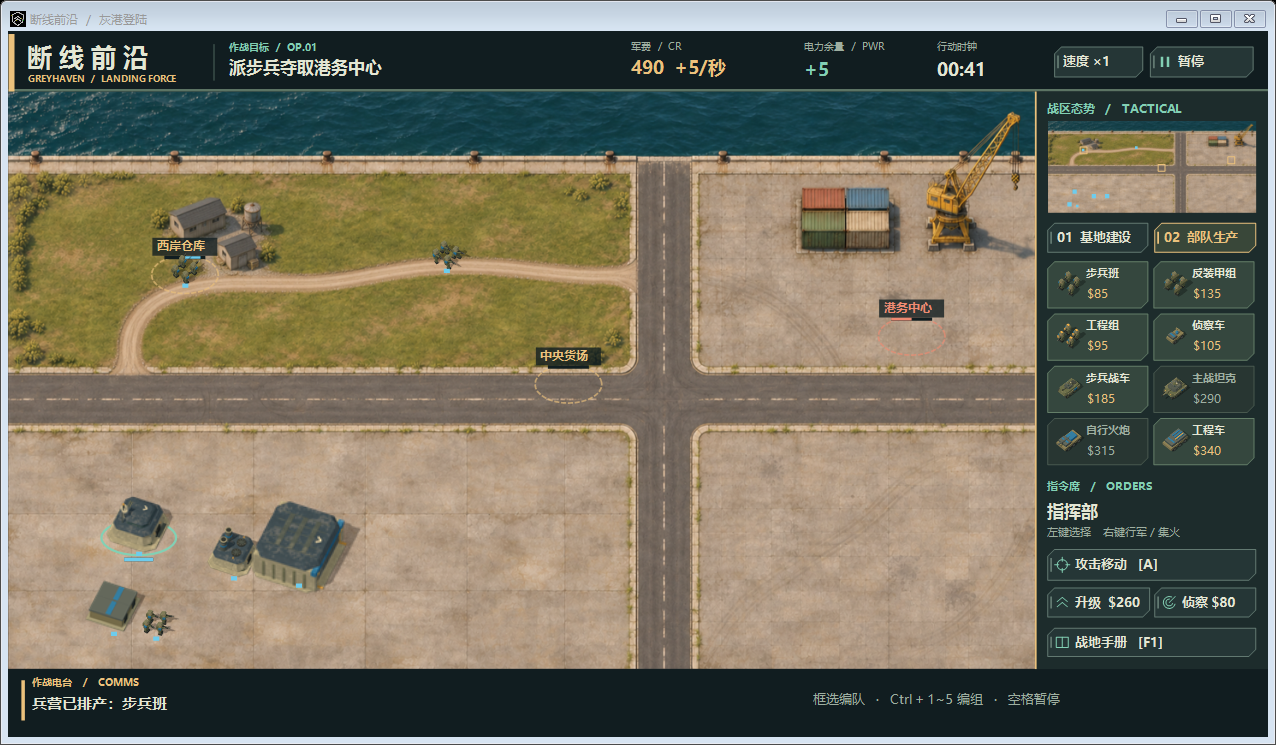 断线前沿 / 灰港登陆
断线前沿
GREYHAVEN / LANDING FORCE
作战目标 / OP.01
派步兵夺取港务中心
军费 / CR
490 +5/秒
电力余量 / PWR
+5
行动时钟
00:41
速度 ×1
暂停
西岸仓库
港务中心
中央货场
战区态势 / TACTICAL
01 基地建设
02 部队生产
步兵班
$85
反装甲组
$135
工程组
$95
侦察车
$105
步兵战车
$185
主战坦克
$290
自行火炮
$315
工程车
$340
指令席 / ORDERS
指挥部
左键选择 右键行军 / 集火
攻击移动 [A]
升级 $260
侦察 $80
战地手册 [F1]
作战电台 / COMMS
兵营已排产：步兵班
框选编队 · Ctrl + 1~5 编组 · 空格暂停